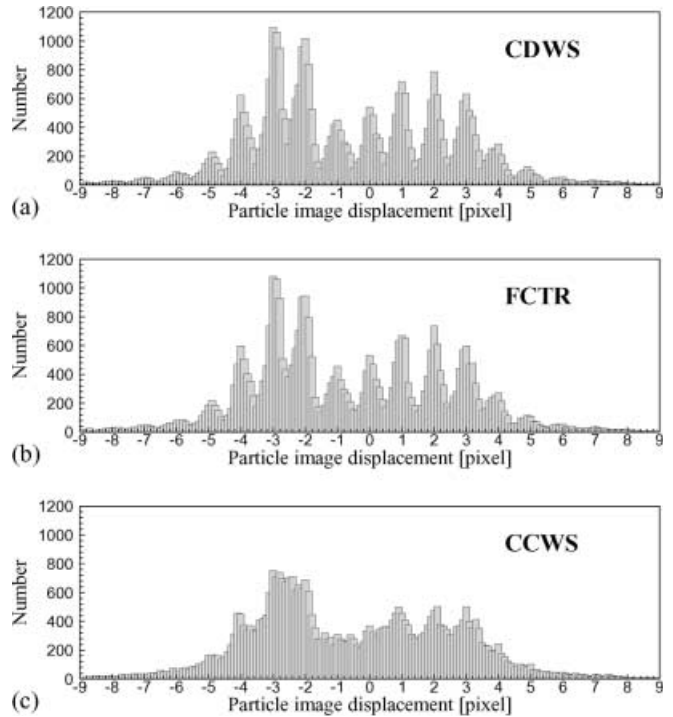 1200
1000
800
600
400
200
0
Number
CDWS
-9 -8 -7 -6 -5 -4 -3 -2 -1 0 1 2 3 4 5 6 7 8 9
Particle image displacement [pixel]
(a)
1200
1000
800
600
400
200
0
Number
FCTR
-9 -8 -7 -6 -5 -4 -3 -2 -1 0 1 2 3 4 5 6 7 8 9
Particle image displacement [pixel]
(b)
1200
1000
800
600
400
200
0
Number
CCWS
-9 -8 -7 -6 -5 -4 -3 -2 -1 0 1 2 3 4 5 6 7 8 9
Particle image displacement [pixel]
(c)